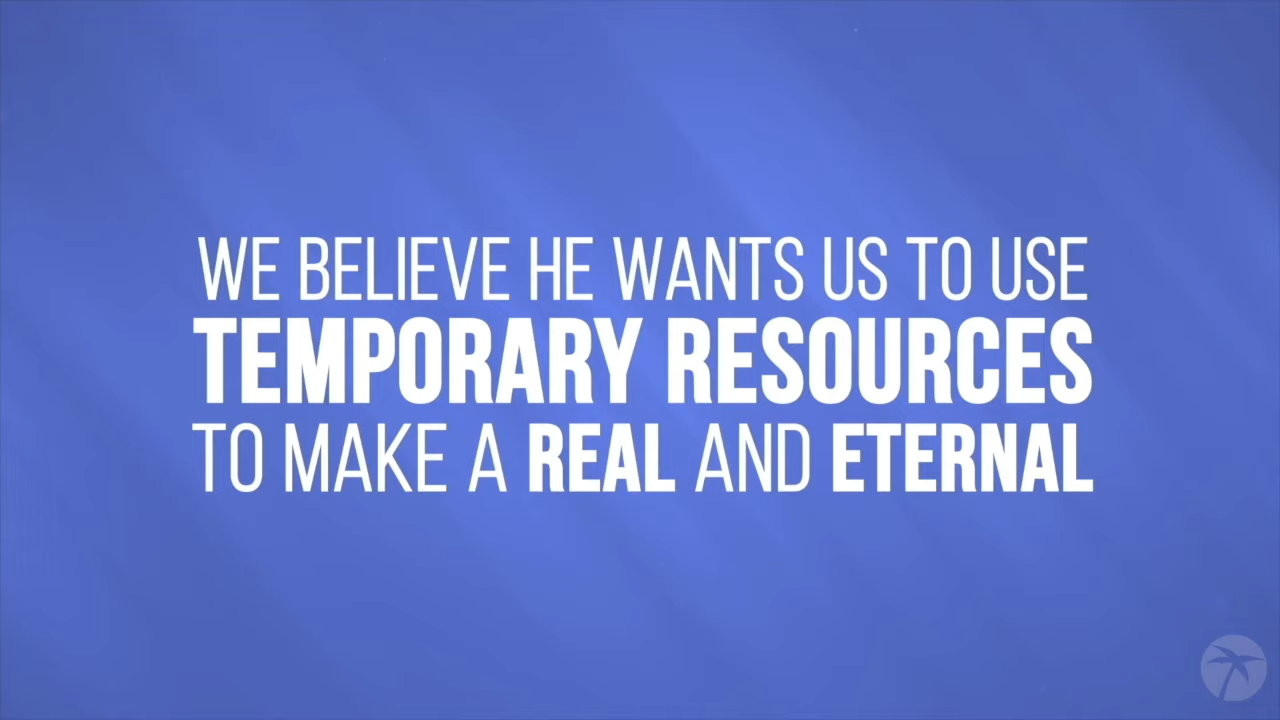 WE BELIEVE HE WANTS US TO USE
TEMPORARY RESOURCES
TO MAKE A REAL AND ETERNAL